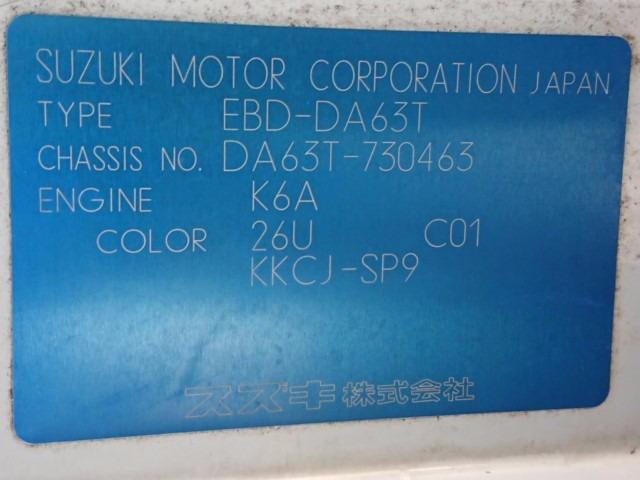 SUZUKI MOTOR CORPORATION JAPAN
TYPE EBD-DA63T
CHASSIS NO. DA63T-730463
ENGINE K6A
COLOR 26U C01
KKCJ-SP9
スズキ株式会社